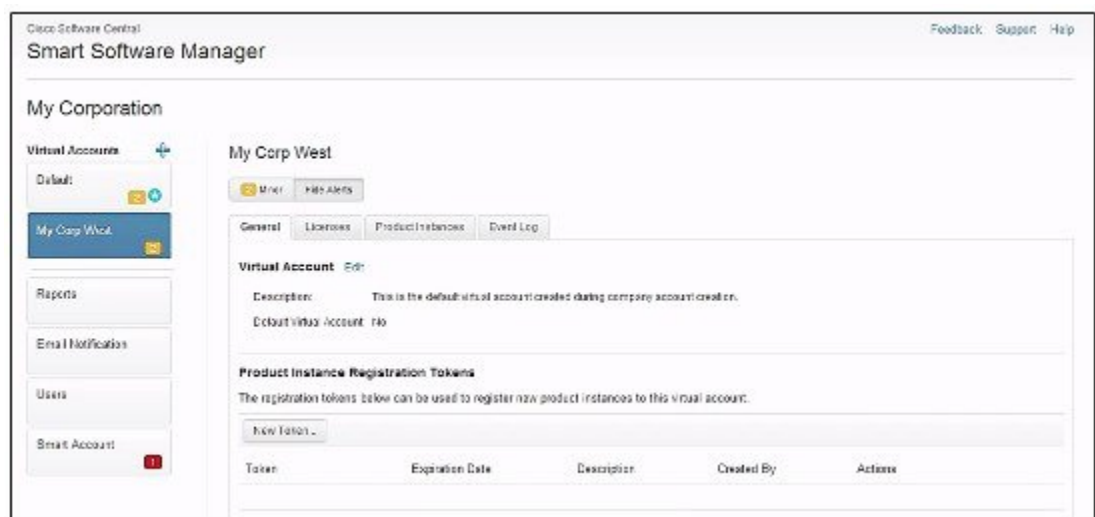 Cisco Software Central
Feedback Support Help
Smart Software Manager
My Corporation
Virtual Accounts
Default
2
My Corp West
2
Reports
Email Notification
Users
Smart Account
1
My Corp West
2 Minor Hide Alerts
General Licenses Product Instances Event Log
Virtual Account Edit
Description: This is the default virtual account created during company account creation.
Default Virtual Account: No
Product Instance Registration Tokens
The registration tokens below can be used to register new product instances to this virtual account.
New Token...
Token Expiration Date Description Created By Actions